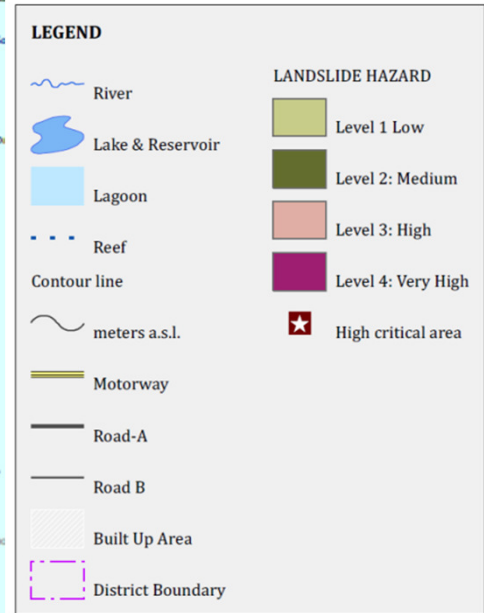 LEGEND
River
Lake & Reservoir
Lagoon
Reef
Contour line
meters a.s.l.
Motorway
Road-A
Road B
Built Up Area
District Boundary
LANDSLIDE HAZARD
Level 1 Low
Level 2: Medium
Level 3: High
Level 4: Very High
High critical area